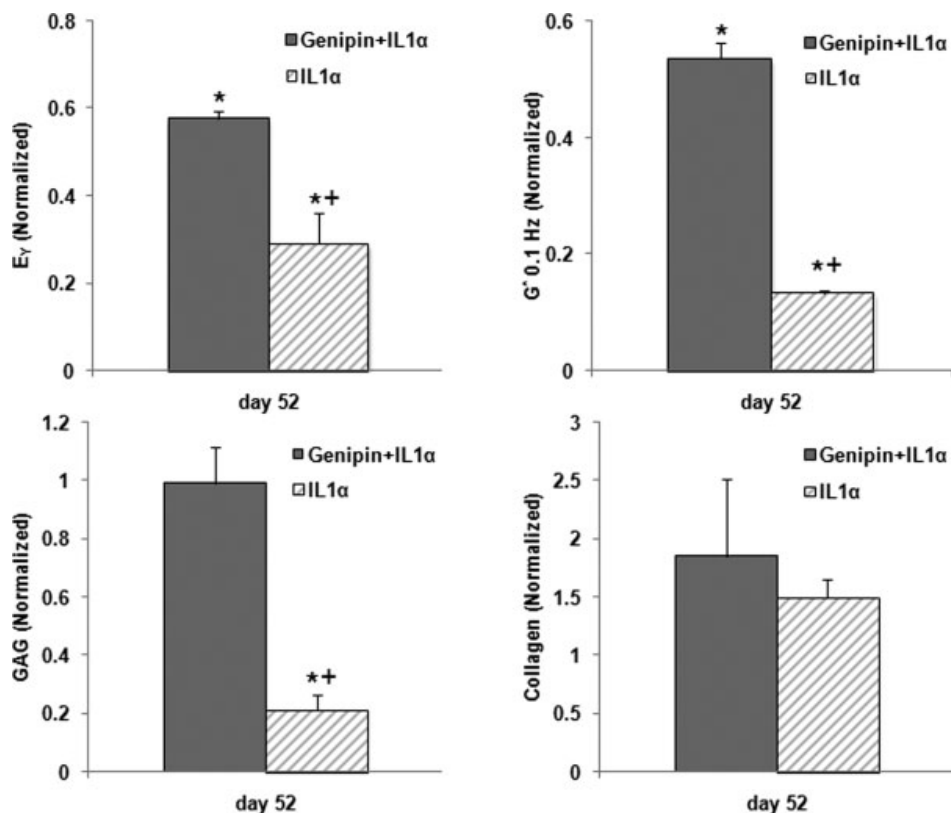 0.8
0.6
0.4
0.2
0
Eγ (Normalized)
Genipin+IL1α
IL1α
*
*+
day 52
0.6
0.4
0.2
0
G* 0.1 Hz (Normalized)
Genipin+IL1α
IL1α
*
*+
day 52
1.2
1
0.8
0.6
0.4
0.2
0
GAG (Normalized)
Genipin+IL1α
IL1α
*+
day 52
3
2.5
2
1.5
1
0.5
0
Collagen (Normalized)
Genipin+IL1α
IL1α
day 52